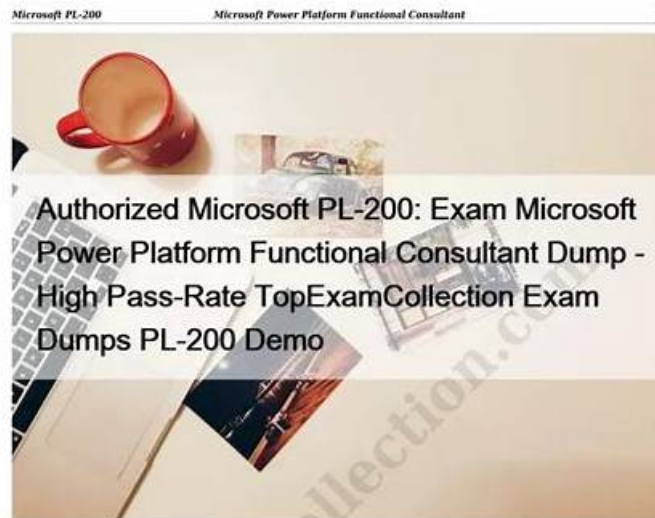 Microsoft PL-200 Microsoft Power Platform Functional Consultant
Authorized Microsoft PL-200: Exam Microsoft
Power Platform Functional Consultant Dump -
High Pass-Rate TopExamCollection Exam
Dumps PL-200 Demo